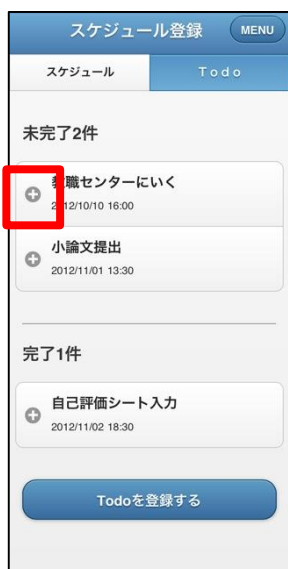 スケジュール登録 MENU
スケジュール Todo
未完了2件
教職センターにいく
2012/10/10 16:00
小論文提出
2012/11/01 13:30
完了1件
自己評価シート入力
2012/11/02 18:30
Todoを登録する